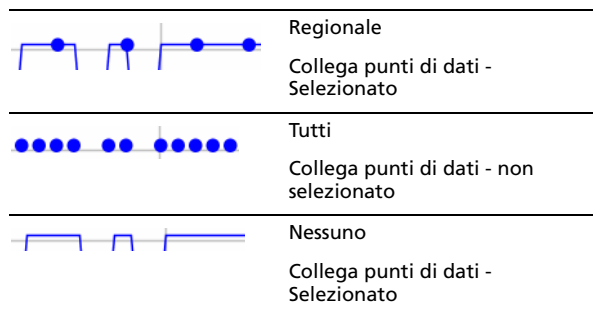 Regionale
Collega punti di dati -
Selezionato
Tutti
Collega punti di dati - non
selezionato
Nessuno
Collega punti di dati -
Selezionato